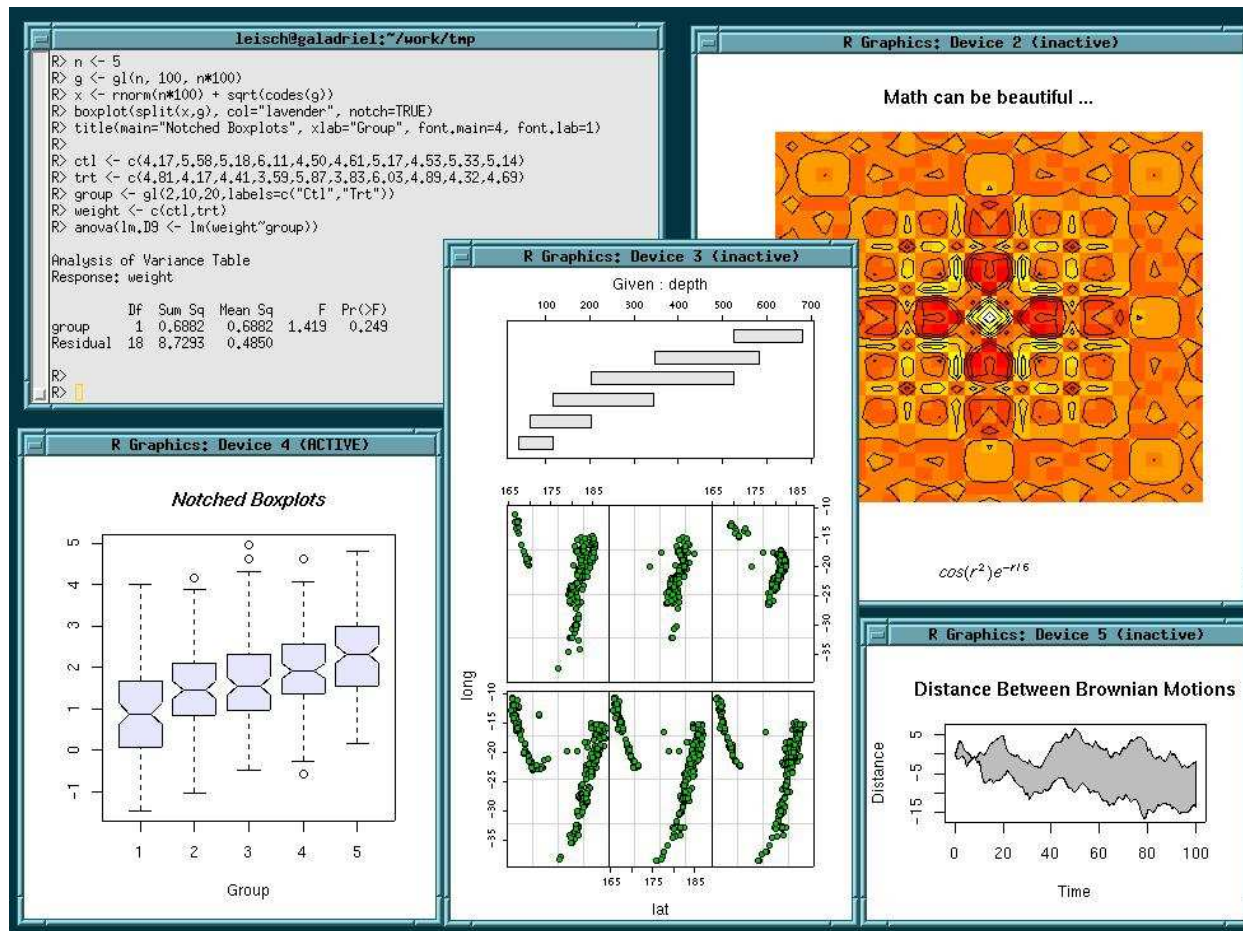 leisch@galadriel:~/work/tmp
R> n <- 5
R> g <- gl(n, 100, n*100)
R> x <- rnorm(n*100) + sqrt(codes(g))
R> boxplot(split(x,g), col="lavender", notch=TRUE)
R> title(main="Notched Boxplots", xlab="Group", font.main=4, font.lab=1)
R>
R> ctl <- c(4.17,5.58,5.18,6.11,4.50,4.61,5.17,4.53,5.33,5.14)
R> trt <- c(4.81,4.17,4.41,3.59,5.87,3.83,6.03,4.89,4.32,4.69)
R> group <- gl(2,10,20,labels=c("Ctl","Trt"))
R> weight <- c(ctl,trt)
R> anova(lm.D9 <- lm(weight~group))
Analysis of Variance Table
Response: weight
Df Sum Sq Mean Sq F Pr(>F)
group 1 0.6882 0.6882 1.419 0.249
Residual 18 8.7293 0.4850
R>
R>
R Graphics: Device 2 (inactive)
Math can be beautiful ...
cos(r²)e^-r/6
R Graphics: Device 3 (inactive)
Given : depth
100 200 300 400 500 600 700
165 175 185 165 175 185
-10
-15
-20
-25
-30
-35
long
-10
-15
-20
-25
-30
-35
165 175 185
lat
R Graphics: Device 4 (ACTIVE)
Notched Boxplots
5
4
3
2
1
0
-1
1 2 3 4 5
Group
R Graphics: Device 5 (inactive)
Distance Between Brownian Motions
Distance
5
-5
-15
0 20 40 60 80 100
Time